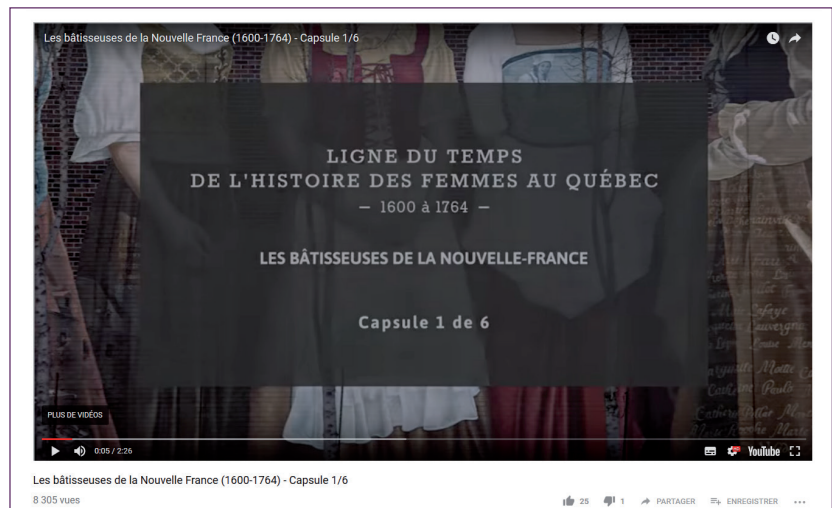 Les bâtisseuses de la Nouvelle France (1600-1764) - Capsule 1/6
LIGNE DU TEMPS
DE L'HISTOIRE DES FEMMES AU QUÉBEC
– 1600 à 1764 –
LES BÂTISSEUSES DE LA NOUVELLE-FRANCE
Capsule 1 de 6
PLUS DE VIDÉOS
0:05 / 2:26
YouTube
Les bâtisseuses de la Nouvelle France (1600-1764) - Capsule 1/6
8 305 vues
25
1
PARTAGER
ENREGISTRER